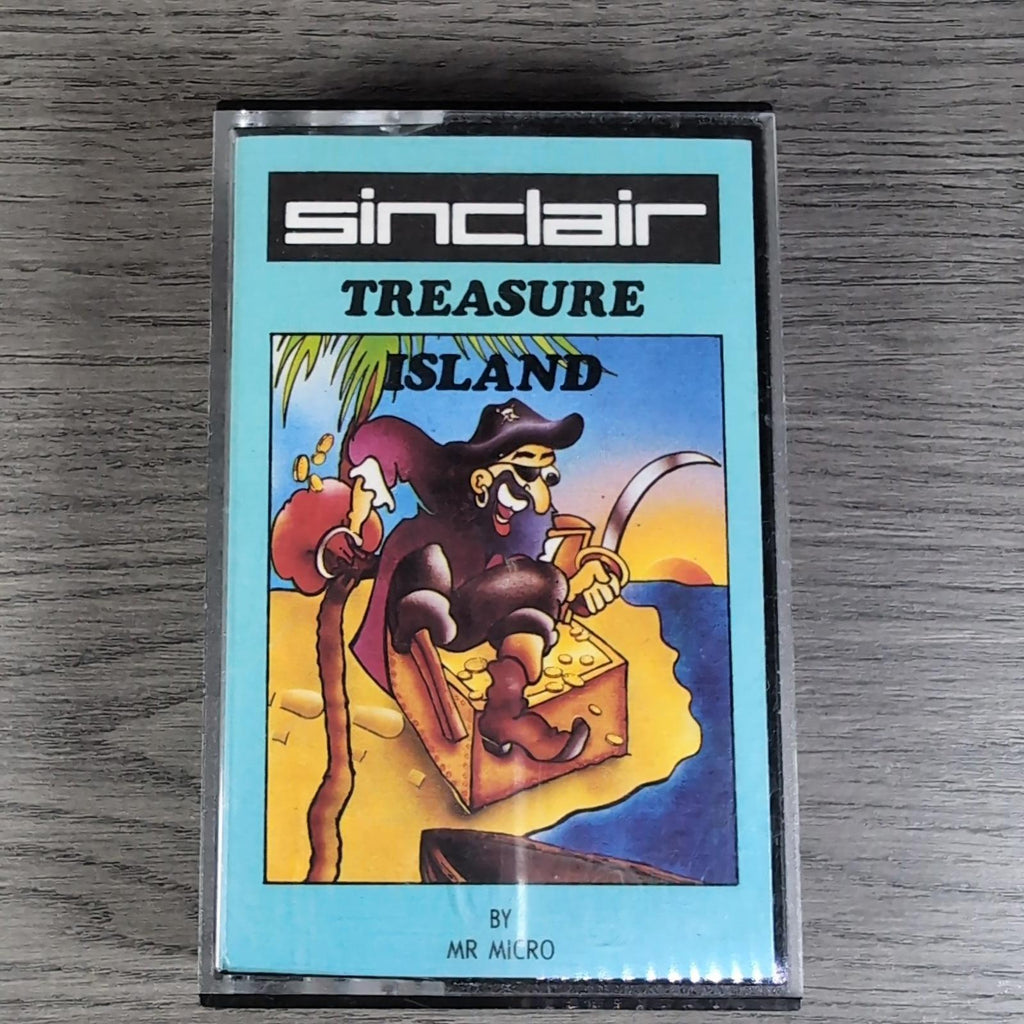 sinclair
TREASURE
ISLAND
BY
MR MICRO